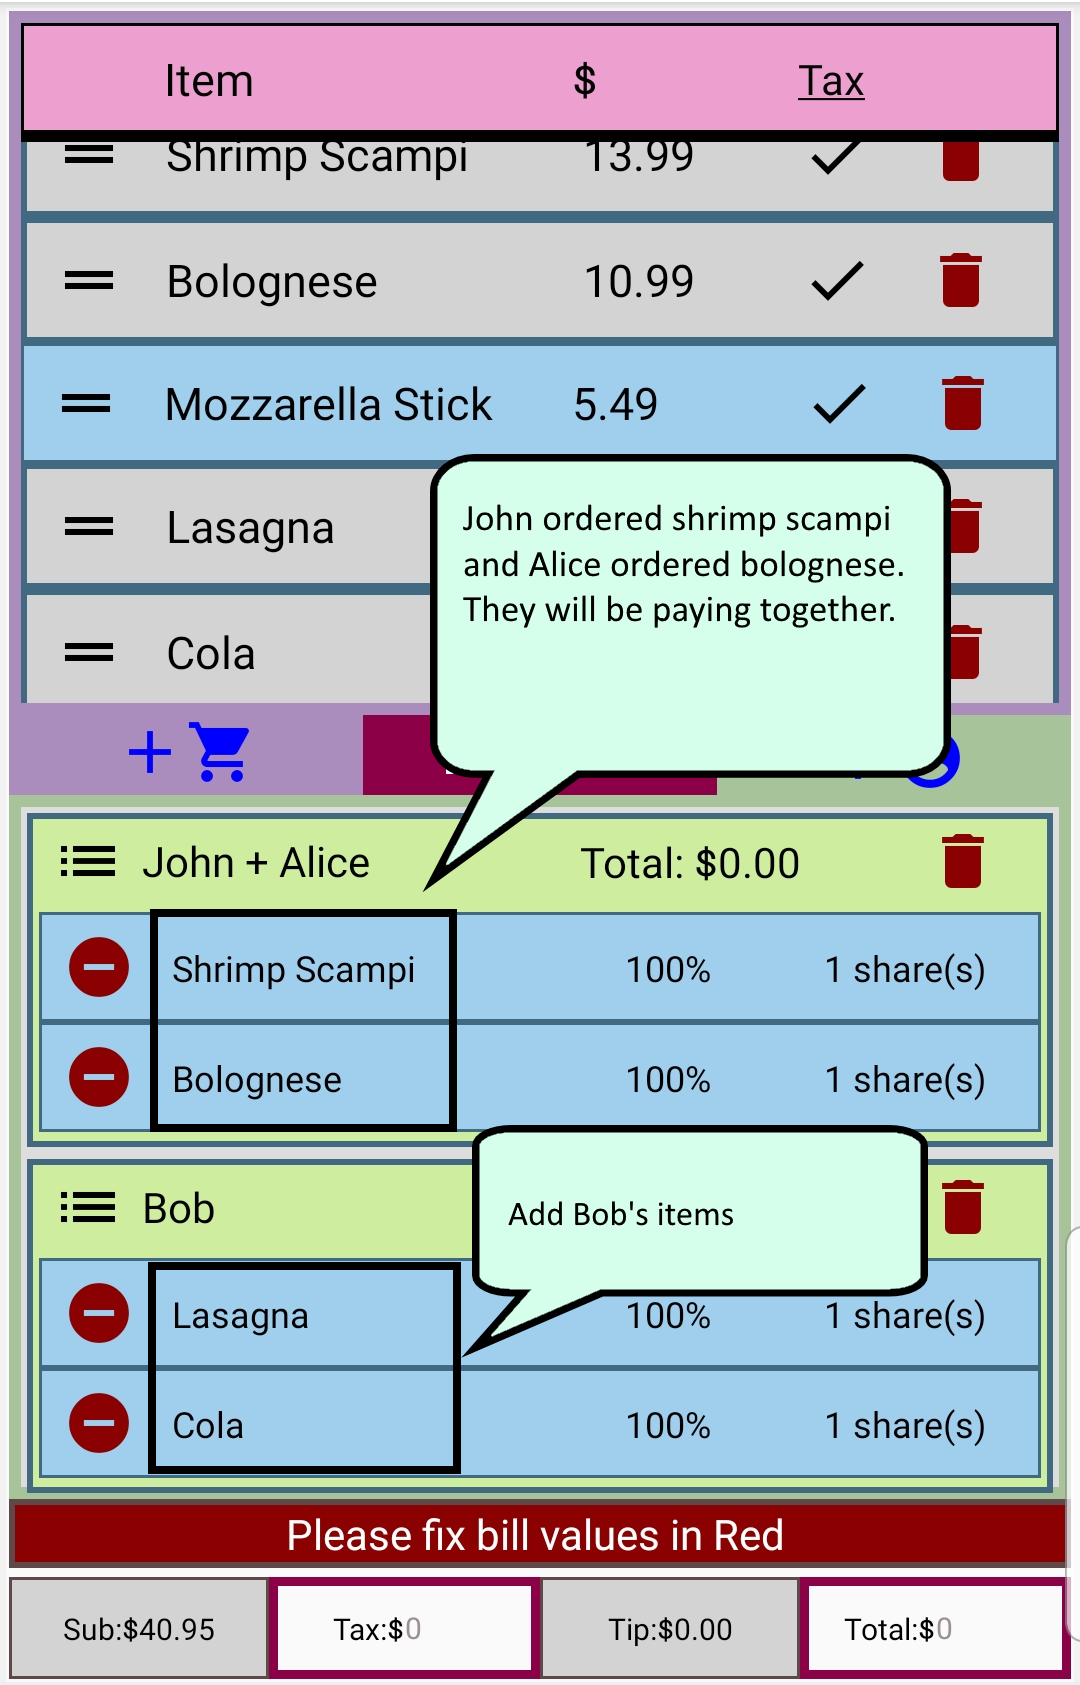 Item $ Tax
Shrimp Scampi 13.99
Bolognese 10.99
Mozzarella Stick 5.49
Lasagna
Cola
John ordered shrimp scampi
and Alice ordered bolognese.
They will be paying together.
John + Alice Total: $0.00
Shrimp Scampi 100% 1 share(s)
Bolognese 100% 1 share(s)
Add Bob's items
Bob
Lasagna 100% 1 share(s)
Cola 100% 1 share(s)
Please fix bill values in Red
Sub:$40.95 Tax:$0 Tip:$0.00 Total:$0